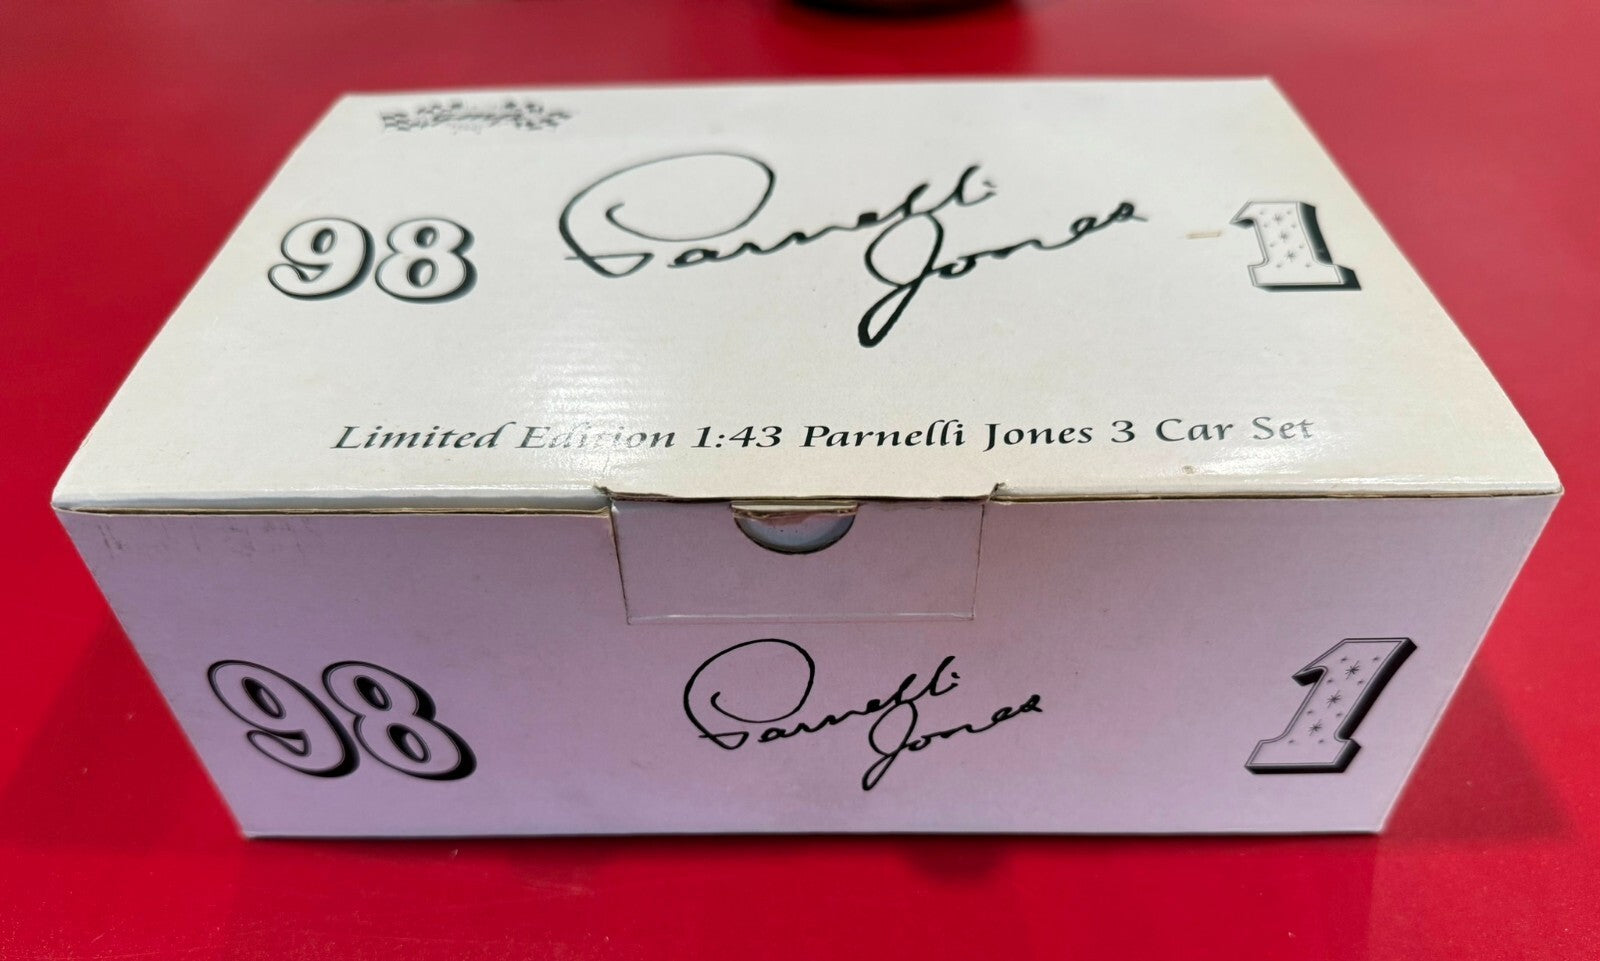 98 Parnelli Jones 1
Limited Edition 1:43 Parnelli Jones 3 Car Set
98 Parnelli Jones 1